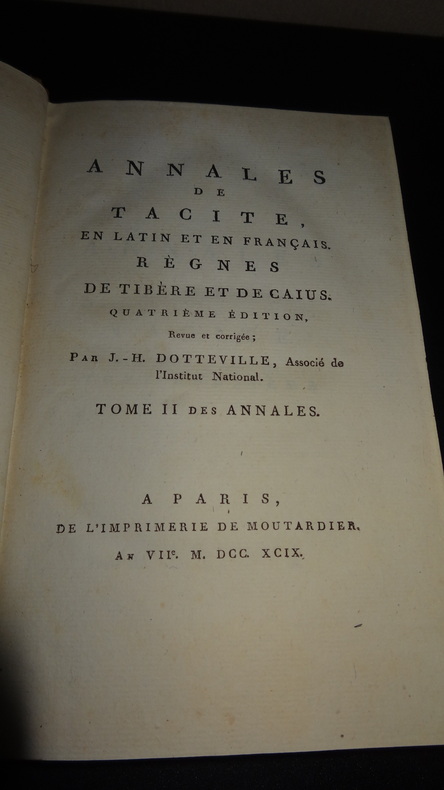 ANNALES
DE
TACITE,
EN LATIN ET EN FRANÇAIS.
RÈGNES
DE TIBÈRE ET DE CAIUS.
QUATRIÈME ÉDITION,
Revue et corrigée;
PAR J.-H. DOTTEVILLE, Associé de
l'Institut National.
TOME II DES ANNALES.
A PARIS,
DE L'IMPRIMERIE DE MOUTARDIER.
AN VIIe. M. DCC. XCIX.